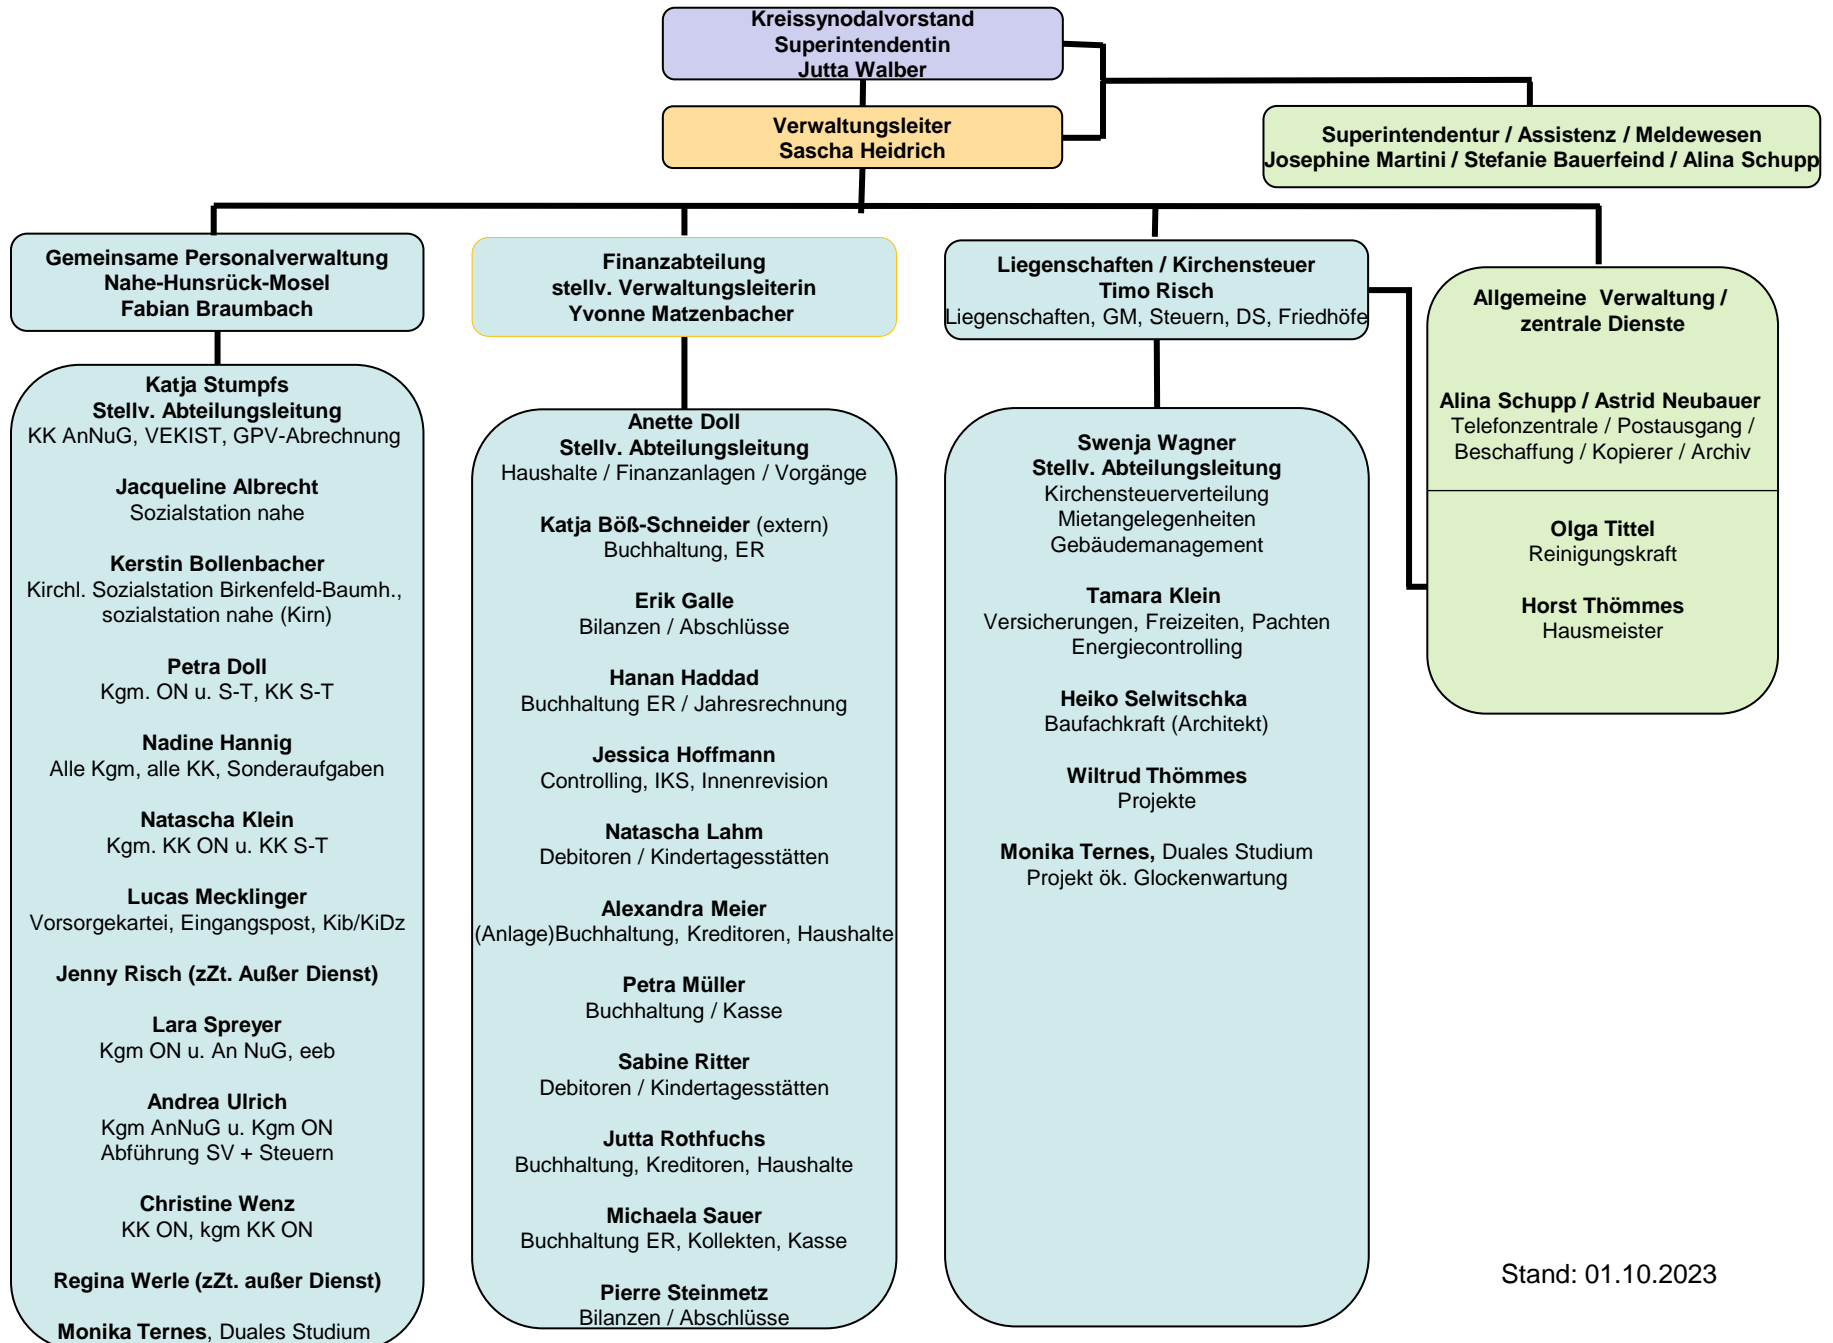 Kreissynodalvorstand
Superintendentin
Jutta Walber
Verwaltungsleiter
Sascha Heidrich
Superintendentur / Assistenz / Meldewesen
Josephine Martini / Stefanie Bauerfeind / Alina Schupp
Gemeinsame Personalverwaltung
Nahe-Hunsrück-Mosel
Fabian Braumbach
Katja Stumpfs
Stellv. Abteilungsleitung
KK AnNuG, VEKIST, GPV-Abrechnung
Jacqueline Albrecht
Sozialstation nahe
Kerstin Bollenbacher
Kirchl. Sozialstation Birkenfeld-Baumh.,
sozialstation nahe (Kirn)
Petra Doll
Kgm. ON u. S-T, KK S-T
Nadine Hannig
Alle Kgm, alle KK, Sonderaufgaben
Natascha Klein
Kgm. KK ON u. KK S-T
Lucas Mecklinger
Vorsorgekartei, Eingangspost, Kib/KiDz
Jenny Risch (zZt. Außer Dienst)
Lara Spreyer
Kgm ON u. An NuG, eeb
Andrea Ulrich
Kgm AnNuG u. Kgm ON
Abführung SV + Steuern
Christine Wenz
KK ON, kgm KK ON
Regina Werle (zZt. außer Dienst)
Monika Ternes, Duales Studium
Finanzabteilung
stellv. Verwaltungsleiterin
Yvonne Matzenbacher
Anette Doll
Stellv. Abteilungsleitung
Haushalte / Finanzanlagen / Vorgänge
Katja Böß-Schneider (extern)
Buchhaltung, ER
Erik Galle
Bilanzen / Abschlüsse
Hanan Haddad
Buchhaltung ER / Jahresrechnung
Jessica Hoffmann
Controlling, IKS, Innenrevision
Natascha Lahm
Debitoren / Kindertagesstätten
Alexandra Meier
(Anlage)Buchhaltung, Kreditoren, Haushalte
Petra Müller
Buchhaltung / Kasse
Sabine Ritter
Debitoren / Kindertagesstätten
Jutta Rothfuchs
Buchhaltung, Kreditoren, Haushalte
Michaela Sauer
Buchhaltung ER, Kollekten, Kasse
Pierre Steinmetz
Bilanzen / Abschlüsse
Liegenschaften / Kirchensteuer
Timo Risch
Liegenschaften, GM, Steuern, DS, Friedhöfe
Swenja Wagner
Stellv. Abteilungsleitung
Kirchensteuerverteilung
Mietangelegenheiten
Gebäudemanagement
Tamara Klein
Versicherungen, Freizeiten, Pachten
Energiecontrolling
Heiko Selwitschka
Baufachkraft (Architekt)
Wiltrud Thömmes
Projekte
Monika Ternes, Duales Studium
Projekt ök. Glockenwartung
Allgemeine Verwaltung /
zentrale Dienste
Alina Schupp / Astrid Neubauer
Telefonzentrale / Postausgang /
Beschaffung / Kopierer / Archiv
Olga Tittel
Reinigungskraft
Horst Thömmes
Hausmeister
Stand: 01.10.2023